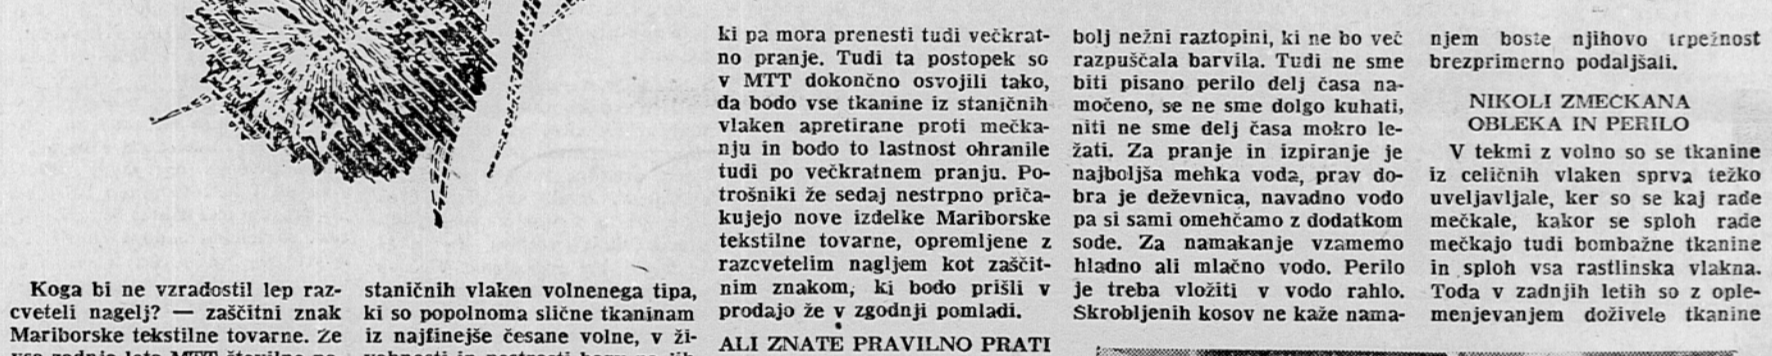 Koga bi ne vzradostil lep raz-
cveteli nagelj? — zaščitni znak
Mariborske tekstilne tovarne. Že
staničnih vlaken volnenega tipa,
ki so popolnoma slične tkaninam
iz najfinejše česane volne, v ži-
ki pa mora prenesti tudi večkrat-
no pranje. Tudi ta postopek so
v MTT dokončno osvojili tako,
da bodo vse tkanine iz staničnih
vlaken apretirane proti mečka-
nju in bodo to lastnost ohranile
tudi po večkratnem pranju. Po-
trošniki že sedaj nestrpno priča-
kujejo nove izdelke Mariborske
tekstilne tovarne, opremljene z
razcvetelim nagljem kot zaščit-
nim znakom, ki bodo prišli v
prodajo že v zgodnji pomladi.
ALI ZNATE PRAVILNO PRATI
bolj nežni raztopini, ki ne bo več
razpuščala barvila. Tudi ne sme
biti pisano perilo delj časa na-
močeno, se ne sme dolgo kuhati,
niti ne sme delj časa mokro le-
žati. Za pranje in izpiranje je
najboljša mehka voda, prav do-
bra je deževnica, navadno vodo
pa si sami omehčamo z dodatkom
sode. Za namakanje vzamemo
hladno ali mlačno vodo. Perilo
je treba vložiti v vodo rahlo.
Skrobljenih kosov ne kaže nama-
njem boste njihovo trpežnost
brezprimerno podaljšali.
NIKOLI ZMECKANA
OBLEKA IN PERILO
V tekmi z volno so se tkanine
iz celičnih vlaken sprva težko
uveljavljale, ker so se kaj rade
mečkale, kakor se sploh rade
mečkajo tudi bombažne tkanine
in sploh vsa rastlinska vlakna.
Toda v zadnjih letih so z ople-
menjevanjem doživele tkanine